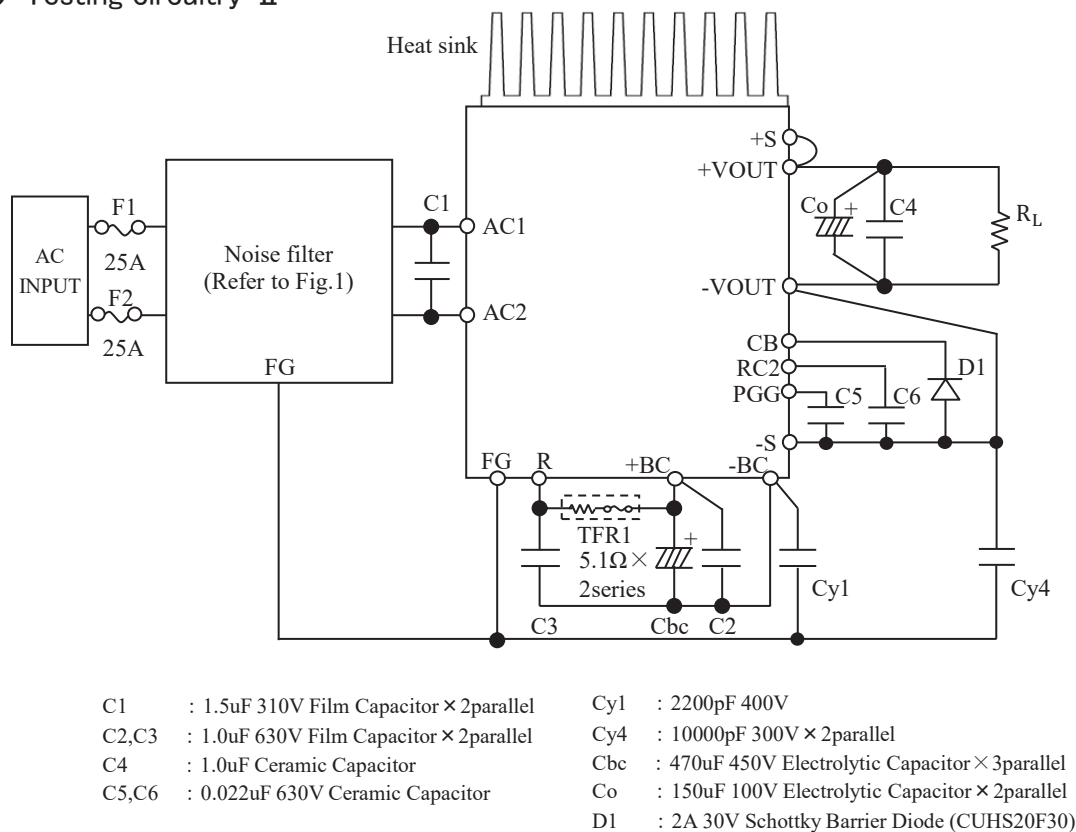 Testing circuitry II
Heat sink
+S
+VOUT
Co
+
C4
RL
F1
C1
AC1
AC
INPUT
25A
Noise filter
(Refer to Fig.1)
-VOUT
F2
AC2
25A
CB
RC2
D1
FG
PGG
C5
C6
-S
FG
R
+BC
-BC
TFR1
+
5.1Ω×
2series
Cy1
Cy4
C3
Cbc
C2
C1 : 1.5uF 310V Film Capacitor × 2parallel
C2,C3 : 1.0uF 630V Film Capacitor × 2parallel
C4 : 1.0uF Ceramic Capacitor
C5,C6 : 0.022uF 630V Ceramic Capacitor
Cy1 : 2200pF 400V
Cy4 : 10000pF 300V × 2parallel
Cbc : 470uF 450V Electrolytic Capacitor × 3parallel
Co : 150uF 100V Electrolytic Capacitor × 2parallel
D1 : 2A 30V Schottky Barrier Diode (CUHS20F30)